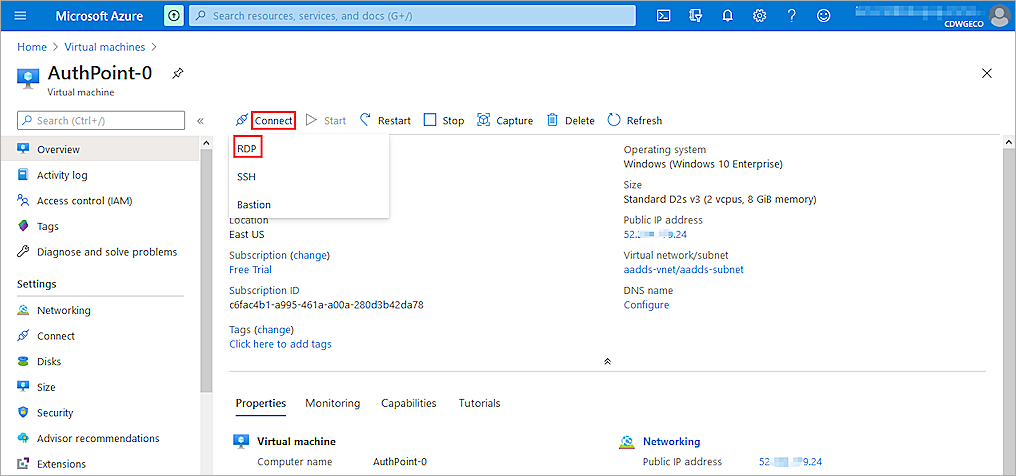 Microsoft Azure
Search resources, services, and docs (G+/)
CDWGECO
Home > Virtual machines >
AuthPoint-0
Virtual machine
Search (Ctrl+/)
«
Connect
Start
Restart
Stop
Capture
Delete
Refresh
RDP
SSH
Bastion
Overview
Activity log
Access control (IAM)
Tags
Diagnose and solve problems
Settings
Networking
Connect
Disks
Size
Security
Advisor recommendations
Extensions
Location
East US
Subscription (change)
Free Trial
Subscription ID
c6fac4b1-a995-461a-a00a-280d3b42da78
Tags (change)
Click here to add tags
Operating system
Windows (Windows 10 Enterprise)
Size
Standard D2s v3 (2 vcpus, 8 GiB memory)
Public IP address
52. 9.24
Virtual network/subnet
aadds-vnet/aadds-subnet
DNS name
Configure
Properties
Monitoring
Capabilities
Tutorials
Virtual machine
Computer name AuthPoint-0
Networking
Public IP address 52. 9.24